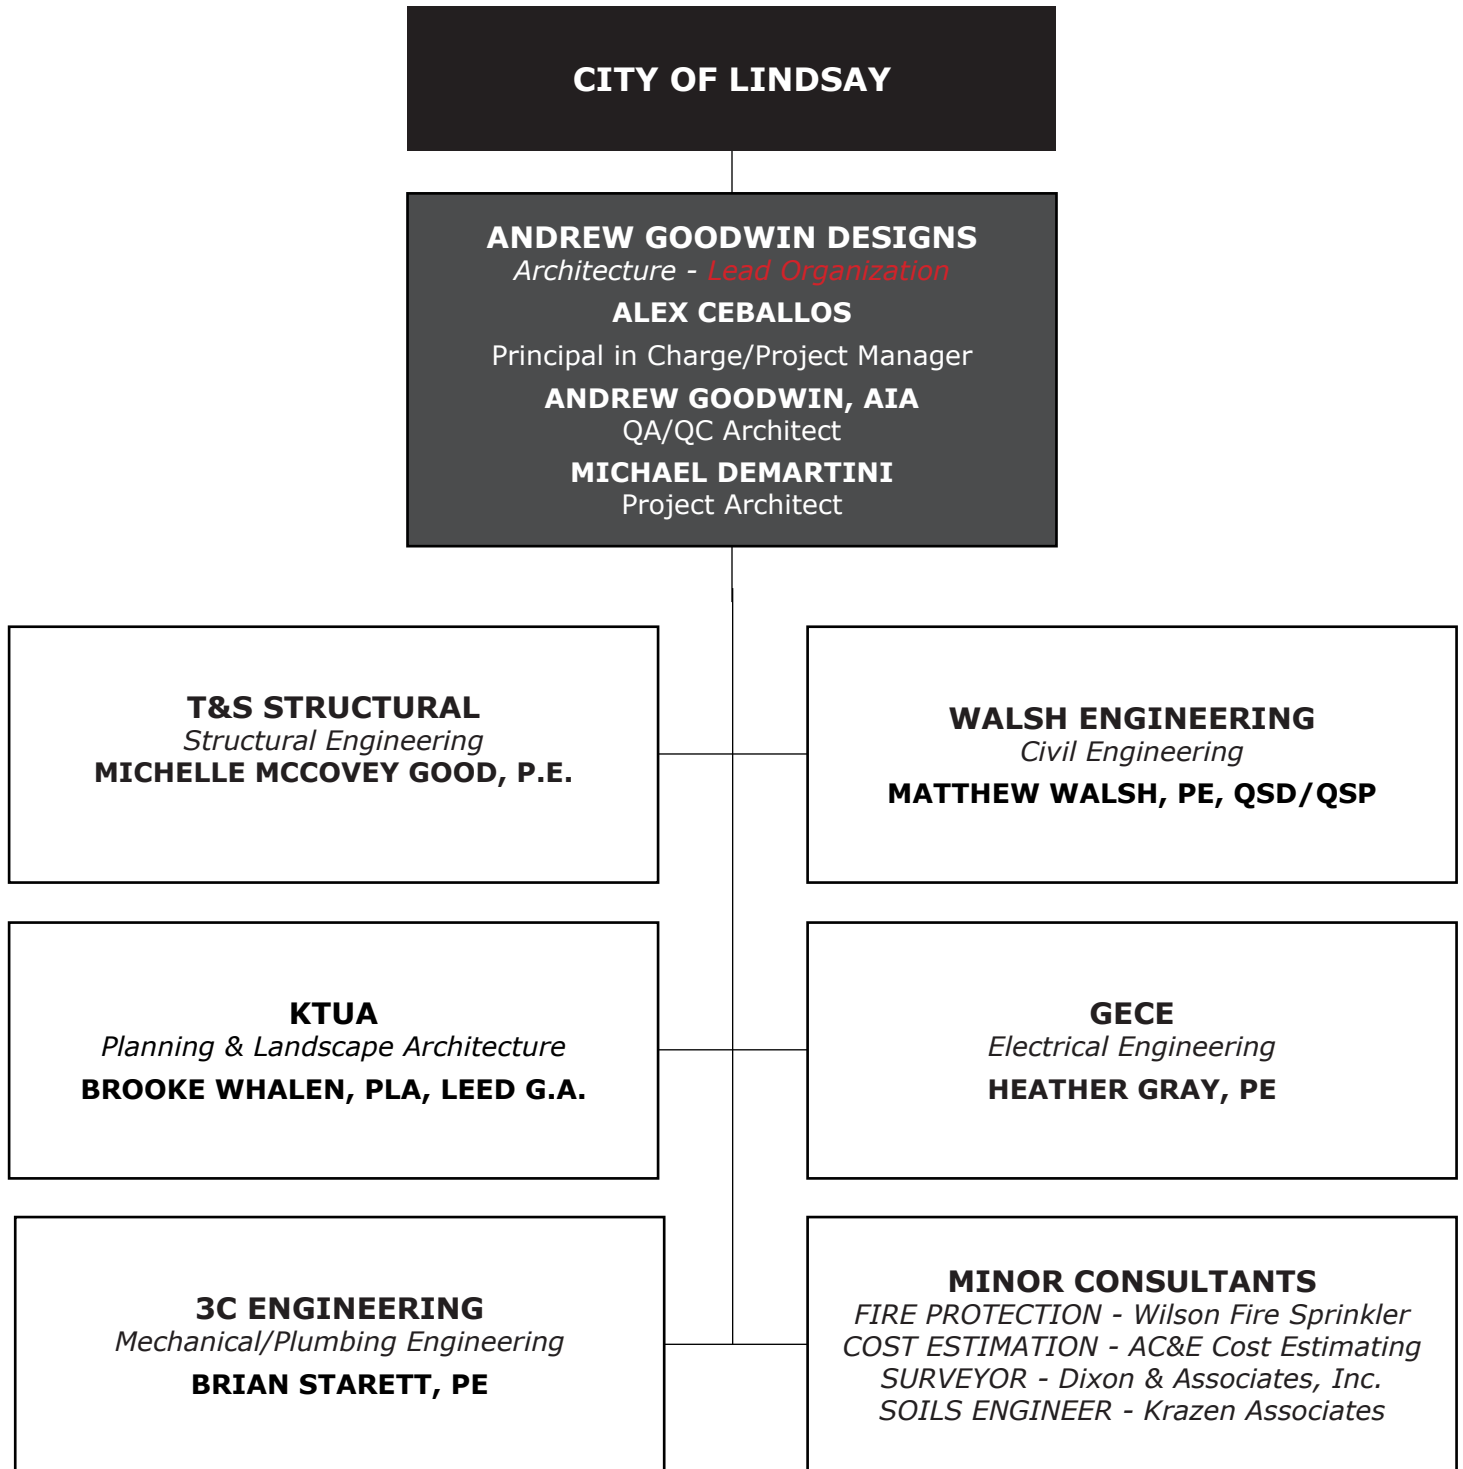 CITY OF LINDSAY
ANDREW GOODWIN DESIGNS
Architecture - Lead Organization
ALEX CEBALLOS
Principal in Charge/Project Manager
ANDREW GOODWIN, AIA
QA/QC Architect
MICHAEL DEMARTINI
Project Architect
T&S STRUCTURAL
Structural Engineering
MICHELLE MCCOVEY GOOD, P.E.
WALSH ENGINEERING
Civil Engineering
MATTHEW WALSH, PE, QSD/QSP
KTUA
Planning & Landscape Architecture
BROOKE WHALEN, PLA, LEED G.A.
GECE
Electrical Engineering
HEATHER GRAY, PE
3C ENGINEERING
Mechanical/Plumbing Engineering
BRIAN STARETT, PE
MINOR CONSULTANTS
FIRE PROTECTION - Wilson Fire Sprinkler
COST ESTIMATION - AC&E Cost Estimating
SURVEYOR - Dixon & Associates, Inc.
SOILS ENGINEER - Krazen Associates